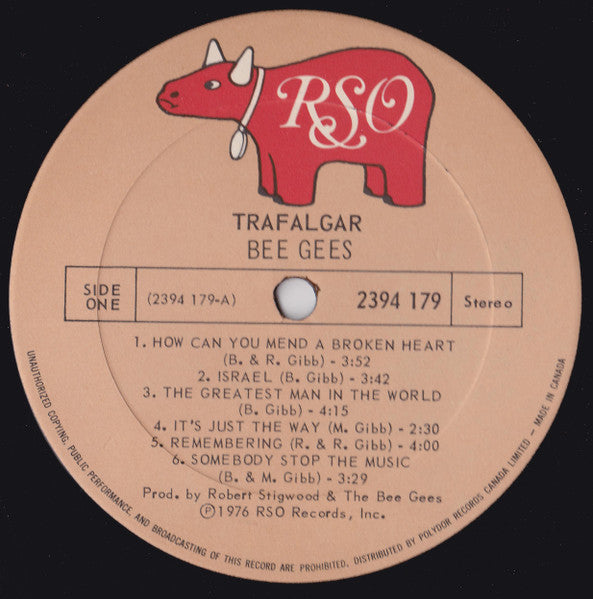 RSO
TRAFALGAR
BEE GEES
SIDE
ONE
(2394 179-A)
2394 179
Stereo
1. HOW CAN YOU MEND A BROKEN HEART
(B. & R. Gibb) - 3:52
2. ISRAEL (B. Gibb) - 3:42
3. THE GREATEST MAN IN THE WORLD
(B. Gibb) - 4:15
4. IT'S JUST THE WAY (M. Gibb) - 2:30
5. REMEMBERING (R. & R. Gibb) - 4:00
6. SOMEBODY STOP THE MUSIC
(B. & M. Gibb) - 3:29
Prod. by Robert Stigwood & The Bee Gees
℗1976 RSO Records, Inc.
UNAUTHORIZED COPYING, PUBLIC PERFORMANCE, AND BROADCASTING OF THIS RECORD ARE PROHIBITED, DISTRIBUTED BY POLYDOR RECORDS CANADA LIMITED – MADE IN CANADA